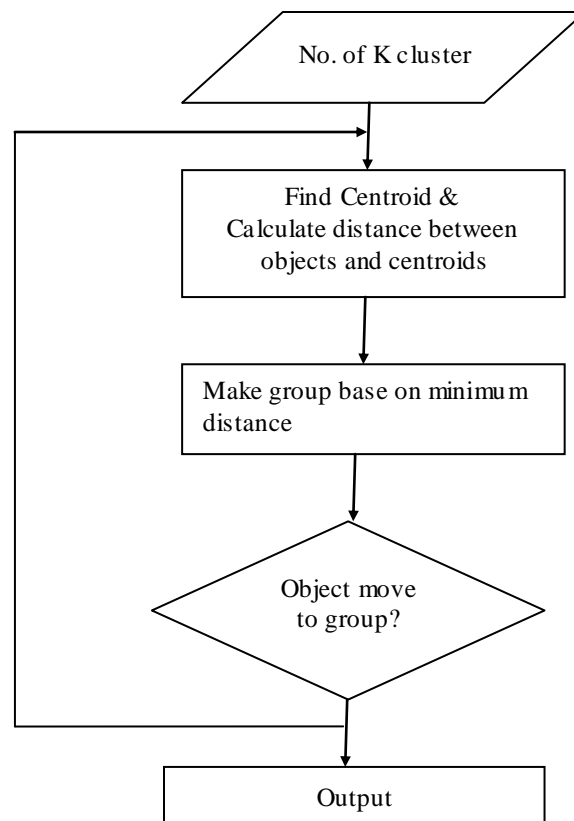 No. of K cluster
Find Centroid &
Calculate distance between
objects and centroids
Make group base on minimum
distance
Object move
to group?
Output